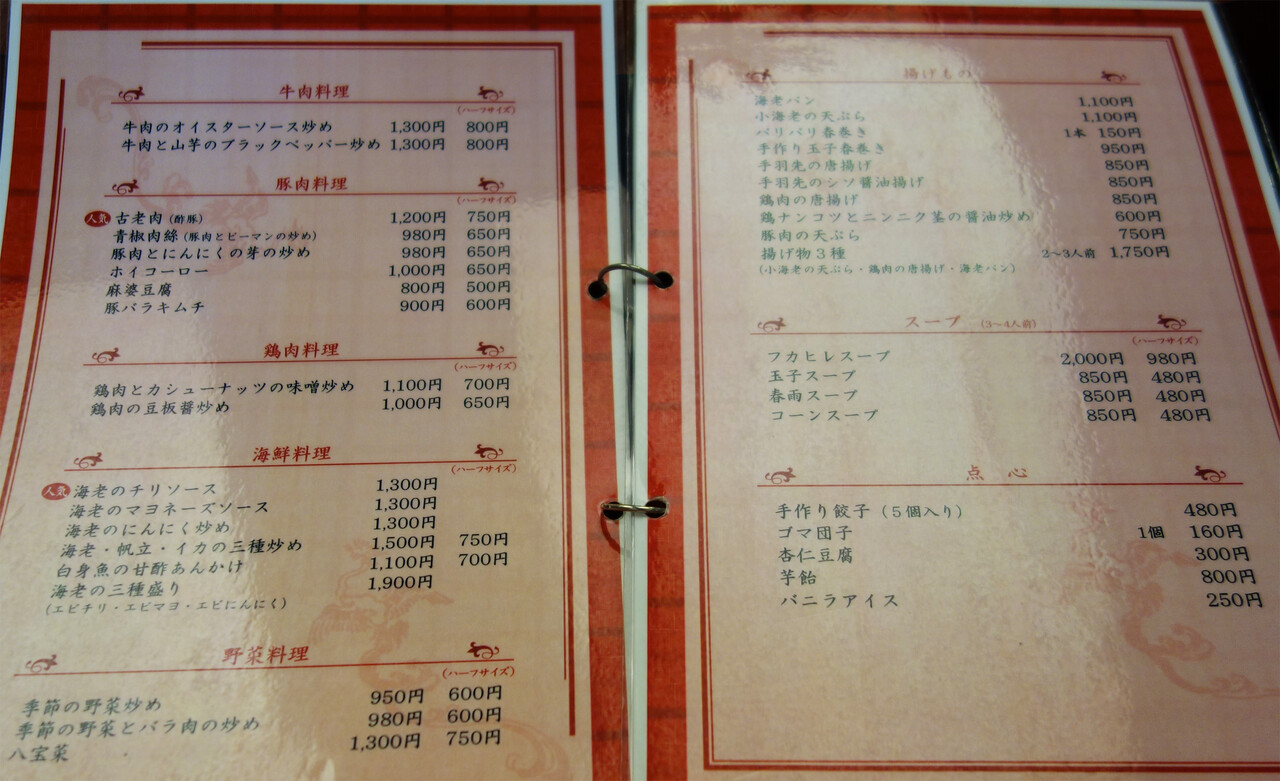 牛肉料理
(ハーフサイズ)
牛肉のオイスターソース炒め 1,300円 800円
牛肉と山芋のブラックペッパー炒め 1,300円 800円
豚肉料理
(ハーフサイズ)
人気 古老肉(酢豚) 1,200円 750円
青椒肉絲(豚肉とピーマンの炒め) 980円 650円
豚肉とにんにくの芽の炒め 980円 650円
ホイコーロー 1,000円 650円
麻婆豆腐 800円 500円
豚バラキムチ 900円 600円
鶏肉料理
(ハーフサイズ)
鶏肉とカシューナッツの味噌炒め 1,100円 700円
鶏肉の豆板醤炒め 1,000円 650円
海鮮料理
(ハーフサイズ)
人気 海老のチリソース 1,300円
海老のマヨネーズソース 1,300円
海老のにんにく炒め 1,300円
海老・帆立・イカの三種炒め 1,500円 750円
白身魚の甘酢あんかけ 1,100円 700円
海老の三種盛り 1,900円
(エビチリ・エビマヨ・エビにんにく)
野菜料理
(ハーフサイズ)
季節の野菜炒め 950円 600円
季節の野菜とバラ肉の炒め 980円 600円
八宝菜 1,300円 750円
揚げもの
海老パン 1,100円
小海老の天ぷら 1,100円
パリパリ春巻き 1本 150円
手作り玉子春巻き 950円
手羽先の唐揚げ 850円
手羽先のシソ醤油揚げ 850円
鶏肉の唐揚げ 850円
鶏ナンコツとニンニク茎の醤油炒め 600円
豚肉の天ぷら 750円
揚げ物3種 2〜3人前 1,750円
(小海老の天ぷら・鶏肉の唐揚げ・海老パン)
スープ (3〜4人前)
(ハーフサイズ)
フカヒレスープ 2,000円 980円
玉子スープ 850円 480円
春雨スープ 850円 480円
コーンスープ 850円 480円
点心
手作り餃子(5個入り) 480円
ゴマ団子 1個 160円
杏仁豆腐 300円
芋飴 800円
バニラアイス 250円